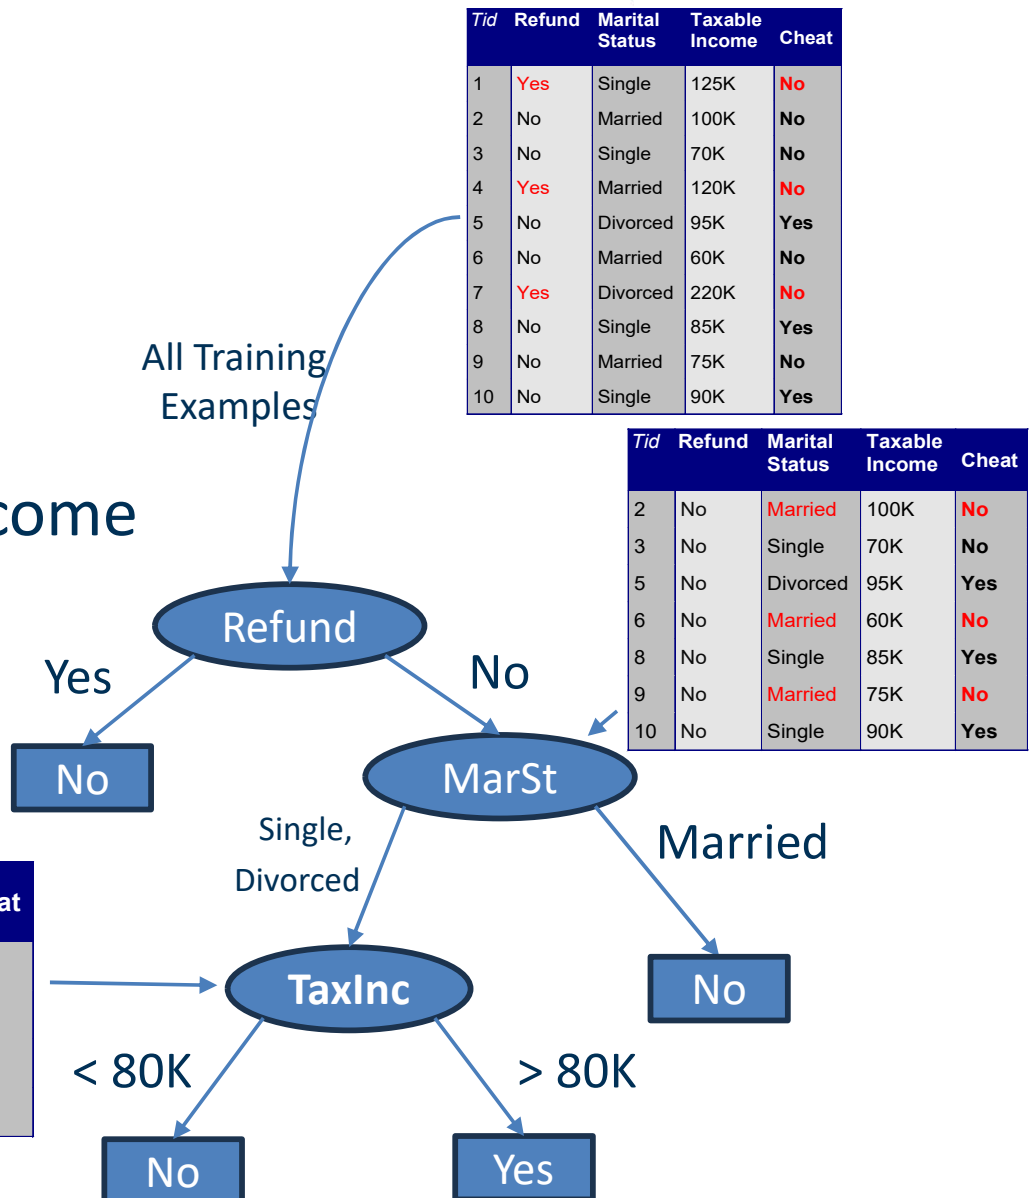 Tid Refund Marital Status Taxable Income Cheat
1 Yes Single 125K No
2 No Married 100K No
3 No Single 70K No
4 Yes Married 120K No
5 No Divorced 95K Yes
6 No Married 60K No
7 Yes Divorced 220K No
8 No Single 85K Yes
9 No Married 75K No
10 No Single 90K Yes
All Training
Examples
Tid Refund Marital Status Taxable Income Cheat
2 No Married 100K No
3 No Single 70K No
5 No Divorced 95K Yes
6 No Married 60K No
8 No Single 85K Yes
9 No Married 75K No
10 No Single 90K Yes
come
Refund
Yes
No
No
MarSt
Single,
Divorced
Married
at
TaxInc
No
< 80K
> 80K
No
Yes